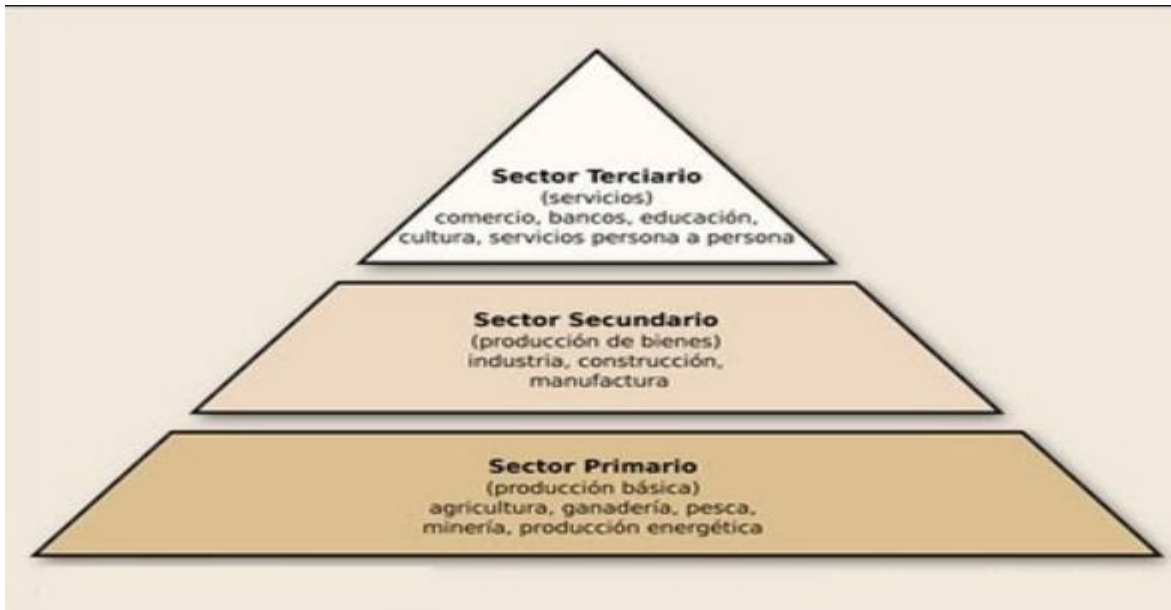 Sector Terciario
(servicios)
comercio, bancos, educación,
cultura, servicios persona a persona
Sector Secundario
(producción de bienes)
industria, construcción,
manufactura
Sector Primario
(producción básica)
agricultura, ganadería, pesca,
minería, producción energética